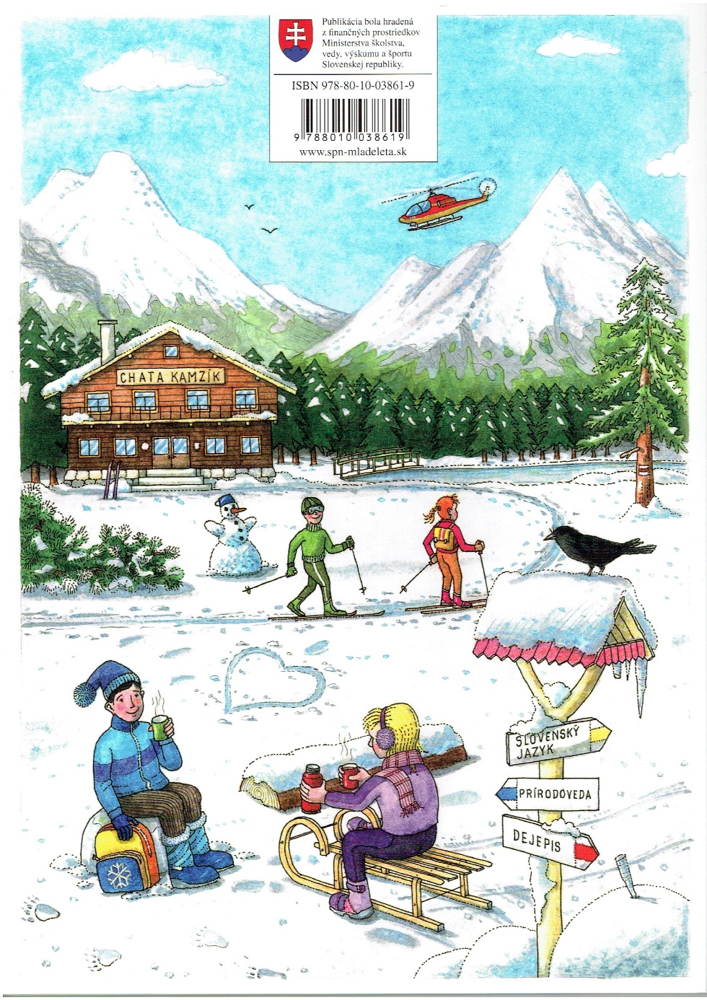 Publikácia bola hradená
z finančných prostriedkov
Ministerstva školstva,
vedy, výskumu a športu
Slovenskej republiky.
ISBN 978-80-10-03861-9
9 788010 038619
www.spn-mladeleta.sk
CHATA KAMZÍK
SLOVENSKÝ
JAZYK
PRÍRODOVEDA
DEJEPIS